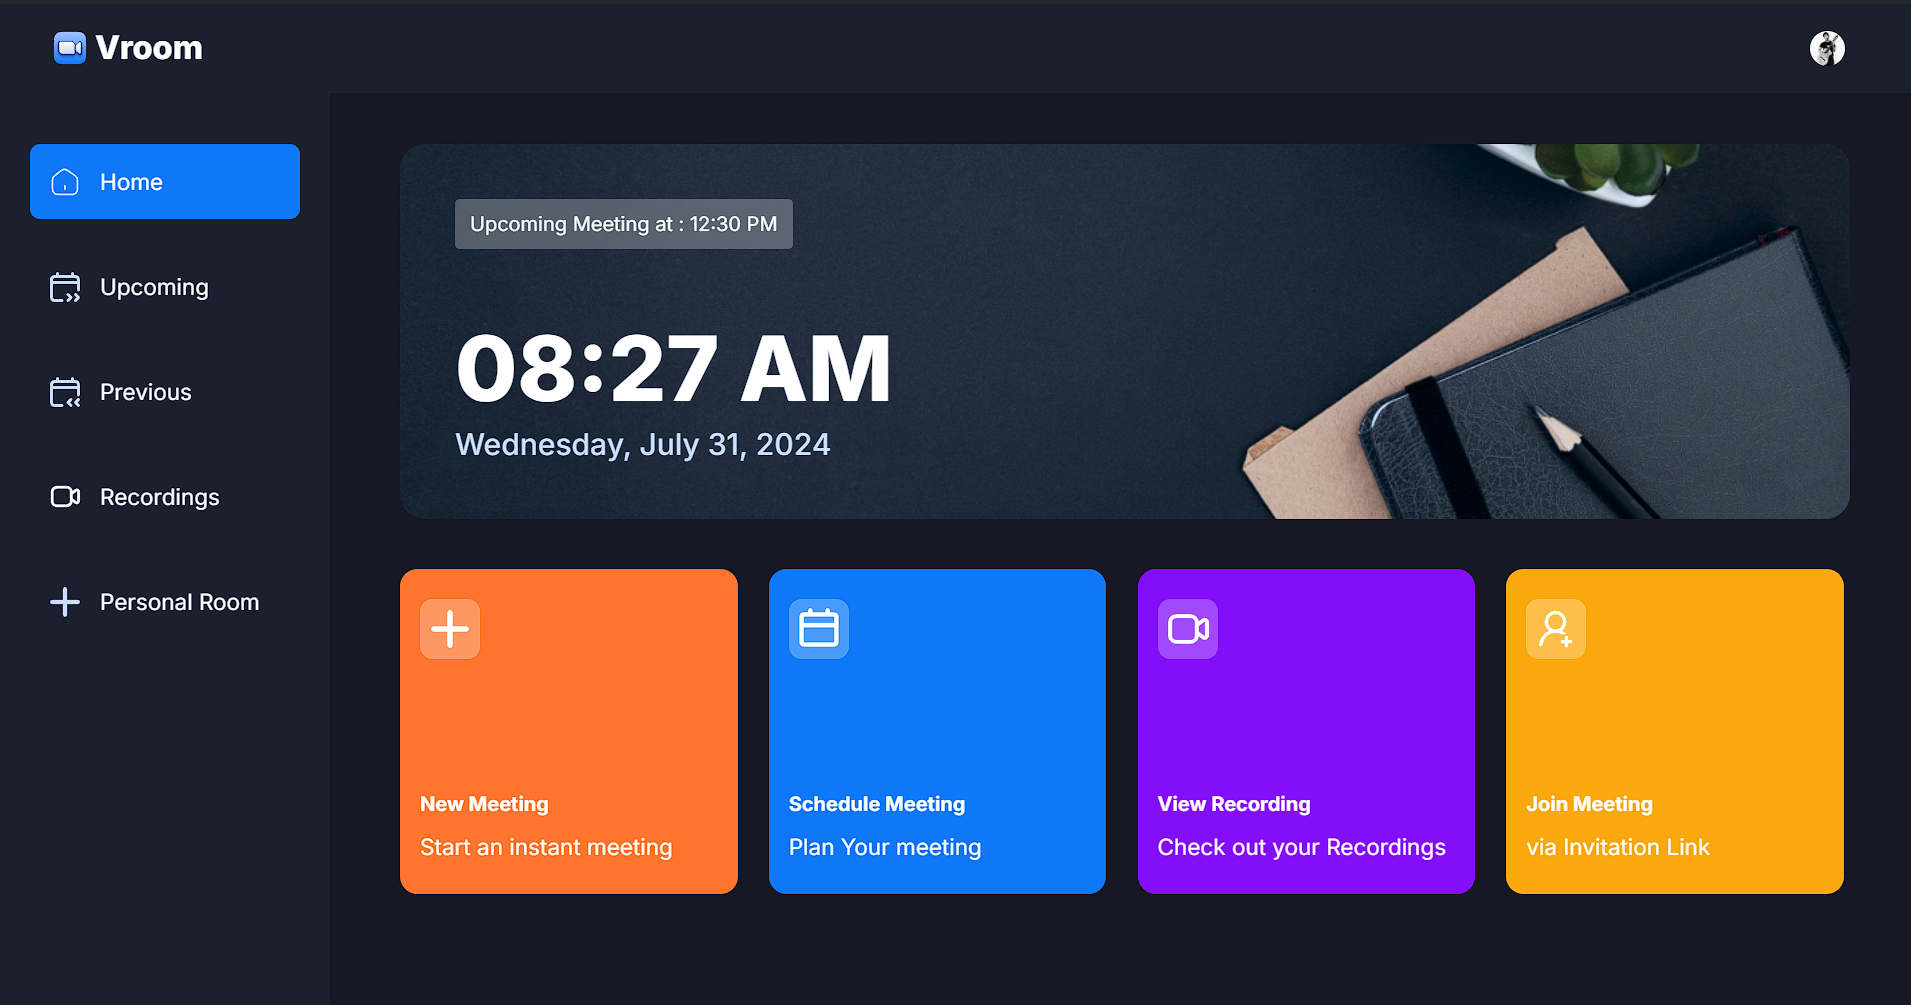 Vroom
Home
Upcoming
Previous
Recordings
Personal Room
Upcoming Meeting at : 12:30 PM
08:27 AM
Wednesday, July 31, 2024
New Meeting
Start an instant meeting
Schedule Meeting
Plan Your meeting
View Recording
Check out your Recordings
Join Meeting
via Invitation Link